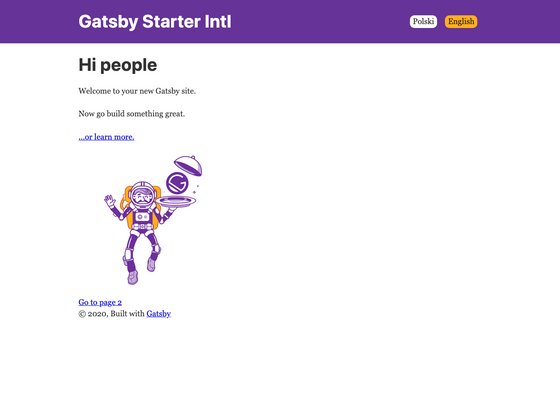 Gatsby Starter Intl
Polski English
Hi people
Welcome to your new Gatsby site.
Now go build something great.
...or learn more.
Go to page 2
© 2020, Built with Gatsby